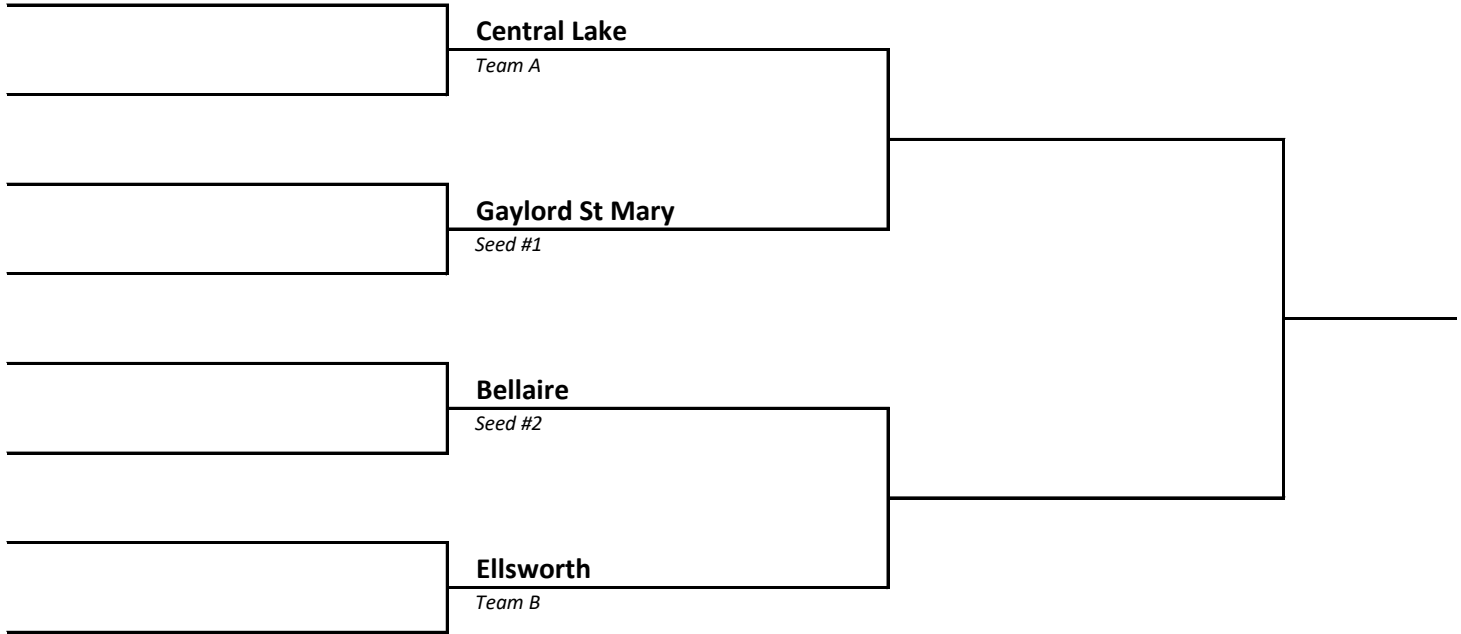 Central Lake
Team A
Gaylord St Mary
Seed #1
Bellaire
Seed #2
Ellsworth
Team B